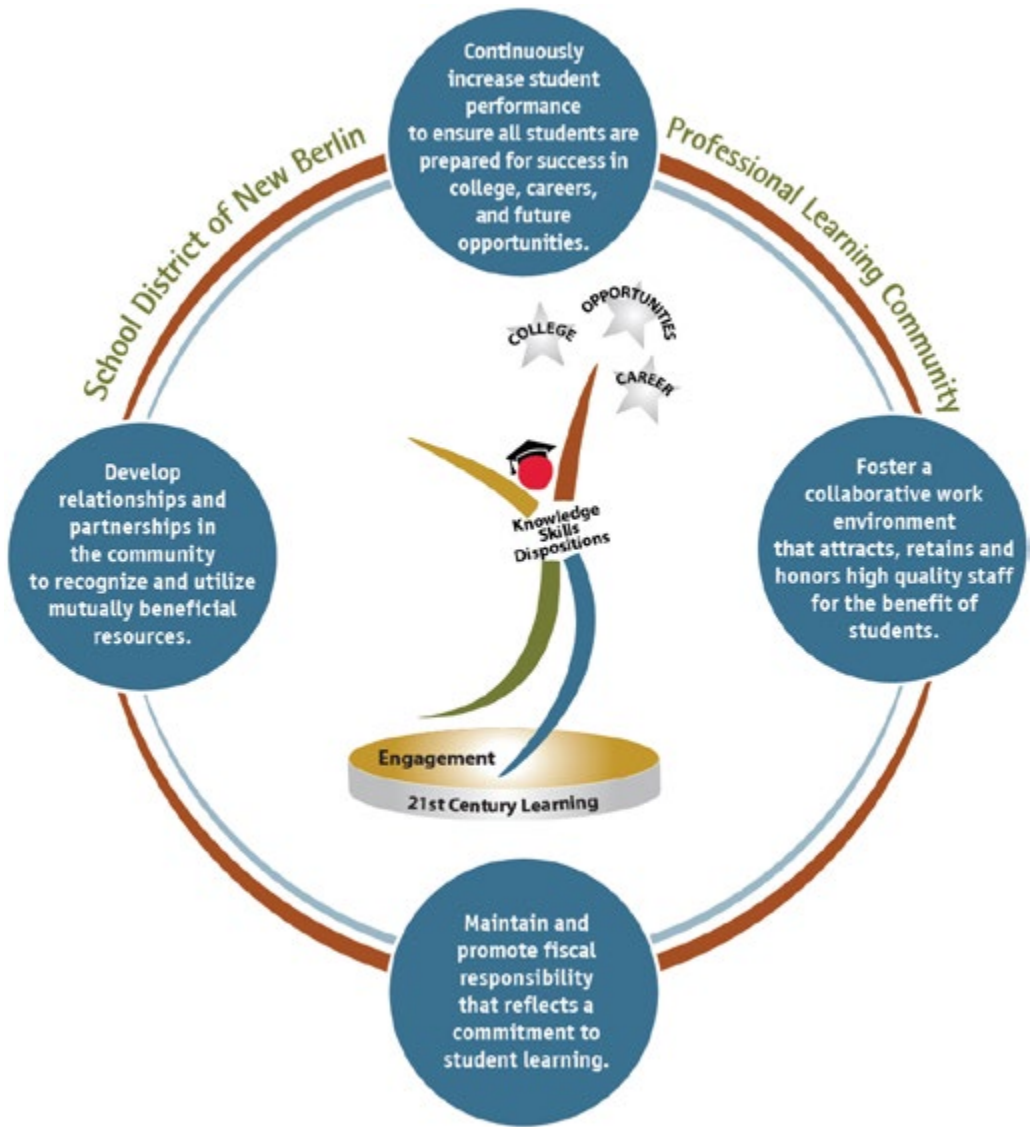 Continuously
increase student
performance
to ensure all students are
prepared for success in
college, careers,
and future
opportunities.
School District of New Berlin
Professional Learning Community
OPPORTUNITIES
COLLEGE
CAREER
Develop
relationships and
partnerships in
the community
to recognize and utilize
mutually beneficial
resources.
Knowledge
Skills
Dispositions
Foster a
collaborative work
environment
that attracts, retains and
honors high quality staff
for the benefit of
students.
Engagement
21st Century Learning
Maintain and
promote fiscal
responsibility
that reflects a
commitment to
student learning.